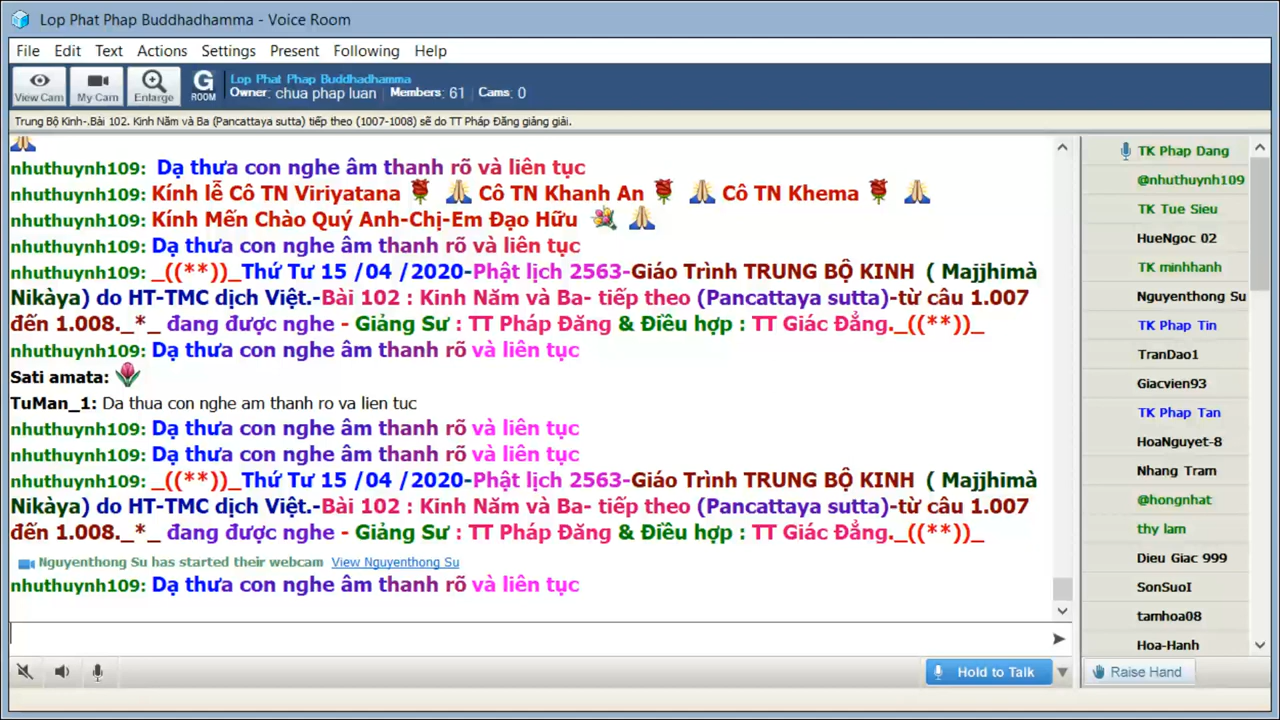 Lop Phat Phap Buddhadhamma - Voice Room
File Edit Text Actions Settings Present Following Help
View Cam My Cam Enlarge G ROOM
Lop Phat Phap Buddhadhamma
Owner: chua phap luan Members: 61 Cams: 0
Trung Bộ Kinh-.Bài 102. Kinh Năm và Ba (Pancattaya sutta) tiếp theo (1007-1008) sẽ do TT Pháp Đăng giảng giải.
nhuthuynh109: Dạ thưa con nghe âm thanh rõ và liên tục
nhuthuynh109: Kính lễ Cô TN Viriyatana 🌹 🙏 Cô TN Khanh An 🌹 🙏 Cô TN Khema 🌹 🙏
nhuthuynh109: Kính Mến Chào Quý Anh-Chị-Em Đạo Hữu 💐 🙏
nhuthuynh109: Dạ thưa con nghe âm thanh rõ và liên tục
nhuthuynh109: _((**))_Thứ Tư 15 /04 /2020-Phật lịch 2563-Giáo Trình TRUNG BỘ KINH ( Majjhimà
Nikàya) do HT-TMC dịch Việt.-Bài 102 : Kinh Năm và Ba- tiếp theo (Pancattaya sutta)-từ câu 1.007
đến 1.008._*_ đang được nghe - Giảng Sư : TT Pháp Đăng & Điều hợp : TT Giác Đẳng._((**))_
nhuthuynh109: Dạ thưa con nghe âm thanh rõ và liên tục
Sati amata: 🌷
TuMan_1: Da thua con nghe am thanh ro va lien tuc
nhuthuynh109: Dạ thưa con nghe âm thanh rõ và liên tục
nhuthuynh109: Dạ thưa con nghe âm thanh rõ và liên tục
nhuthuynh109: _((**))_Thứ Tư 15 /04 /2020-Phật lịch 2563-Giáo Trình TRUNG BỘ KINH ( Majjhimà
Nikàya) do HT-TMC dịch Việt.-Bài 102 : Kinh Năm và Ba- tiếp theo (Pancattaya sutta)-từ câu 1.007
đến 1.008._*_ đang được nghe - Giảng Sư : TT Pháp Đăng & Điều hợp : TT Giác Đẳng._((**))_
Nguyenthong Su has started their webcam View Nguyenthong Su
nhuthuynh109: Dạ thưa con nghe âm thanh rõ và liên tục
Hold to Talk
TK Phap Dang
@nhuthuynh109
TK Tue Sieu
HueNgoc 02
TK minhhanh
Nguyenthong Su
TK Phap Tin
TranDao1
Giacvien93
TK Phap Tan
HoaNguyet-8
Nhang Tram
@hongnhat
thy lam
Dieu Giac 999
SonSuoI
tamhoa08
Hoa-Hanh
Raise Hand